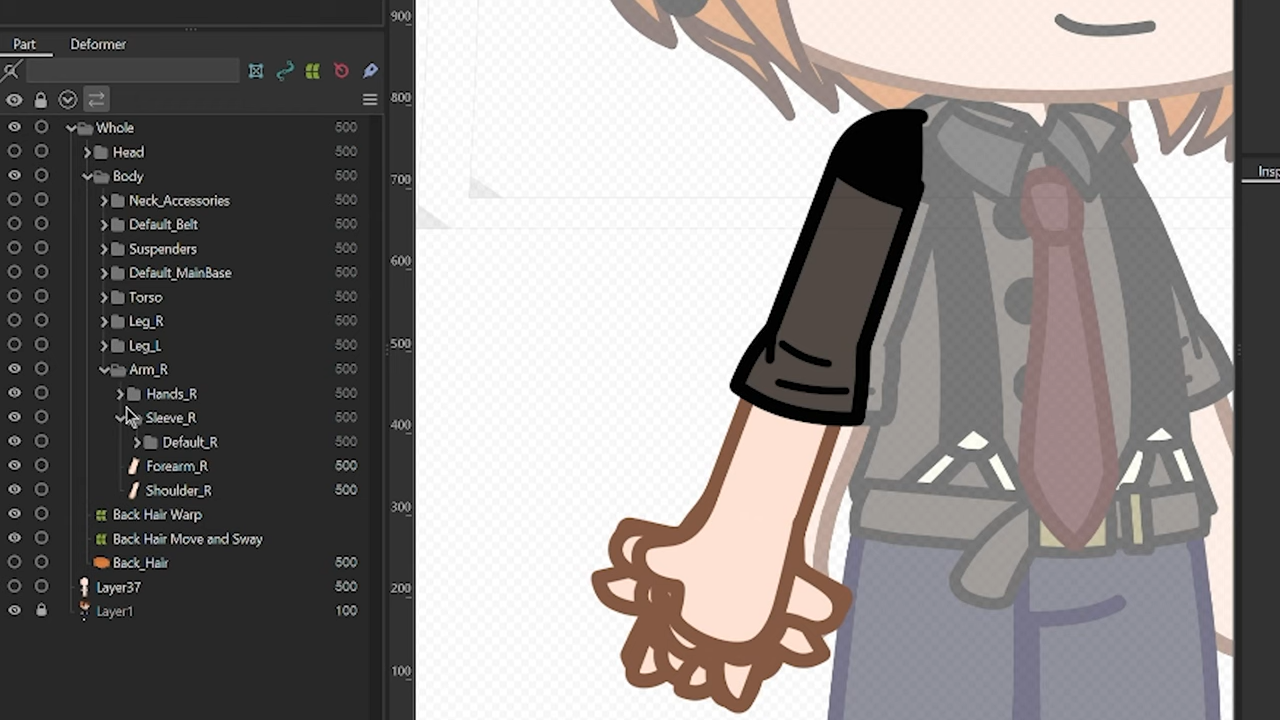 Part Deformer
Whole 500
Head 500
Body 500
Neck_Accessories 500
Default_Belt 500
Suspenders 500
Default_MainBase 500
Torso 500
Leg_R 500
Leg_L 500
Arm_R 500
Hands_R 500
Sleeve_R 500
Default_R 500
Forearm_R 500
Shoulder_R 500
Back Hair Warp
Back Hair Move and Sway
Back_Hair 500
Layer37 500
Layer1 100
900
800
700
600
500
400
300
200
100
Insp